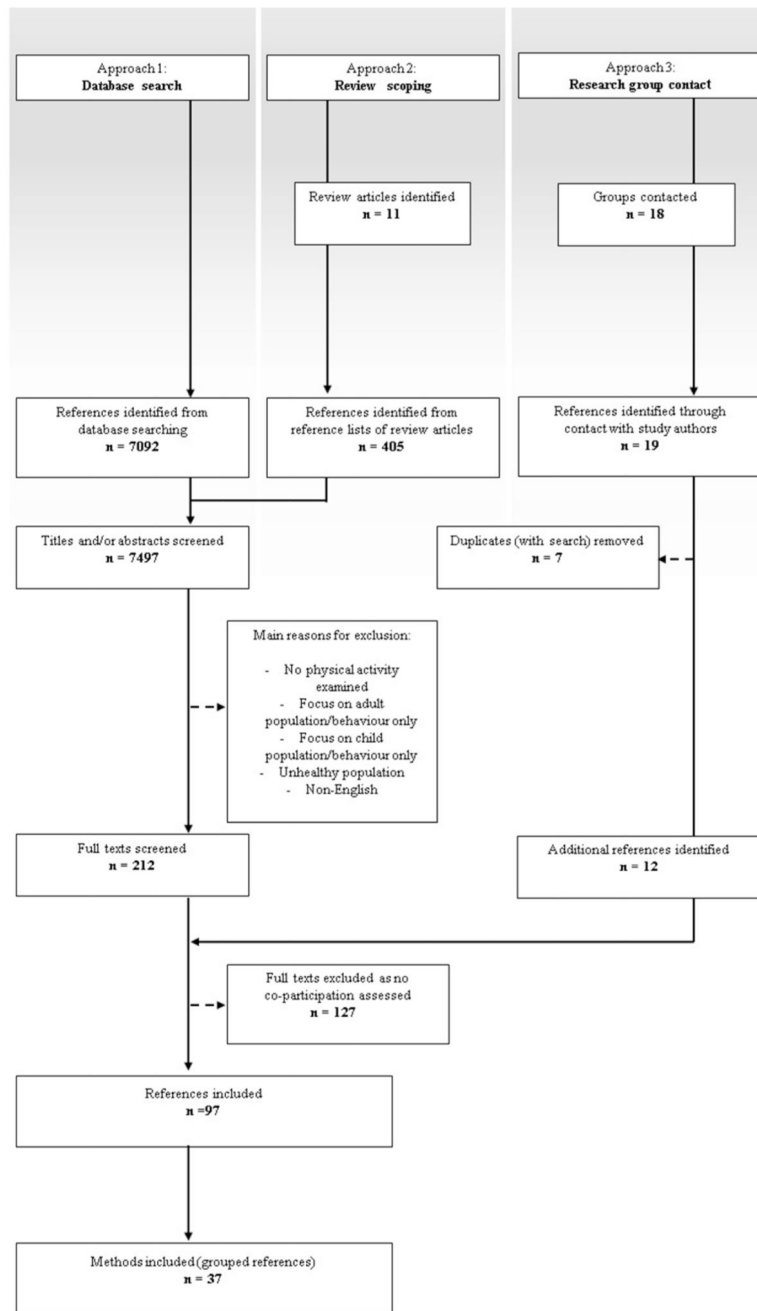 Approach 1:
Database search
Approach 2:
Review scoping
Approach 3:
Research group contact
Review articles identified
n = 11
Groups contacted
n = 18
References identified from
database searching
n = 7092
References identified from
reference lists of review articles
n = 405
References identified through
contact with study authors
n = 19
Titles and/or abstracts screened
n = 7497
Duplicates (with search) removed
n = 7
Main reasons for exclusion:
- No physical activity
examined
- Focus on adult
population/behaviour only
- Focus on child
population/behaviour only
- Unhealthy population
- Non-English
Full texts screened
n = 212
Additional references identified
n = 12
Full texts excluded as no
co-participation assessed
n = 127
References included
n =97
Methods included (grouped references)
n = 37